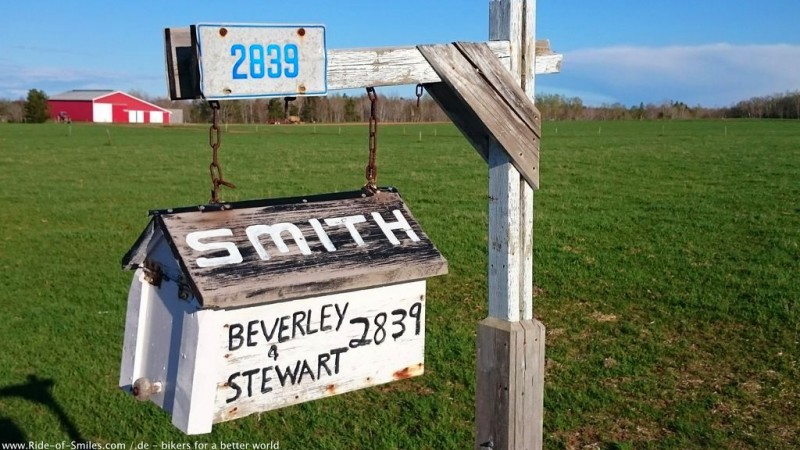 2839
SMITH
BEVERLEY
&
STEWART
2839
www.Ride-of-Smiles.com / .de - bikers for a better world